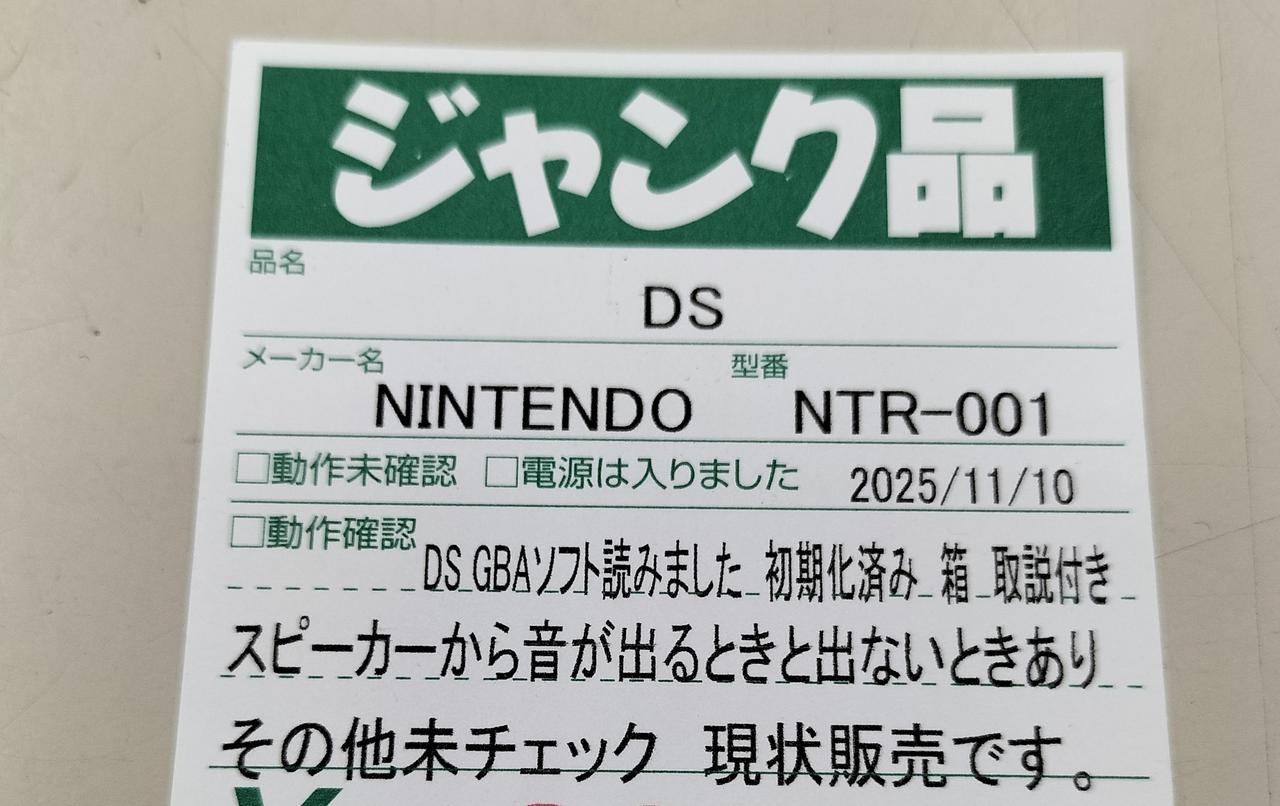 ジャンク品
品名
DS
メーカー名 型番
NINTENDO NTR-001
□動作未確認 □電源は入りました 2025/11/10
□動作確認 DS GBAソフト読みました 初期化済み 箱 取説付き
スピーカーから音が出るときと出ないときあり
その他未チェック 現状販売です。